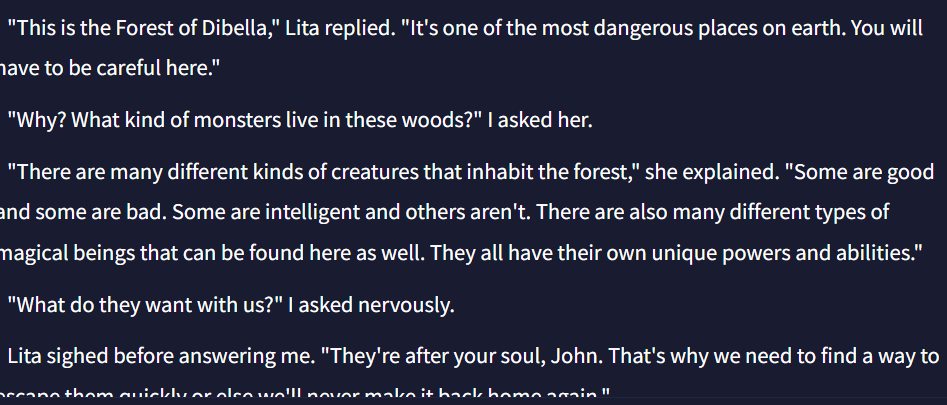 "This is the Forest of Dibella," Lita replied. "It's one of the most dangerous places on earth. You will
have to be careful here."
"Why? What kind of monsters live in these woods?" I asked her.
"There are many different kinds of creatures that inhabit the forest," she explained. "Some are good
and some are bad. Some are intelligent and others aren't. There are also many different types of
magical beings that can be found here as well. They all have their own unique powers and abilities."
"What do they want with us?" I asked nervously.
Lita sighed before answering me. "They're after your soul, John. That's why we need to find a way to
escape them quickly or else we'll never make it back home again."